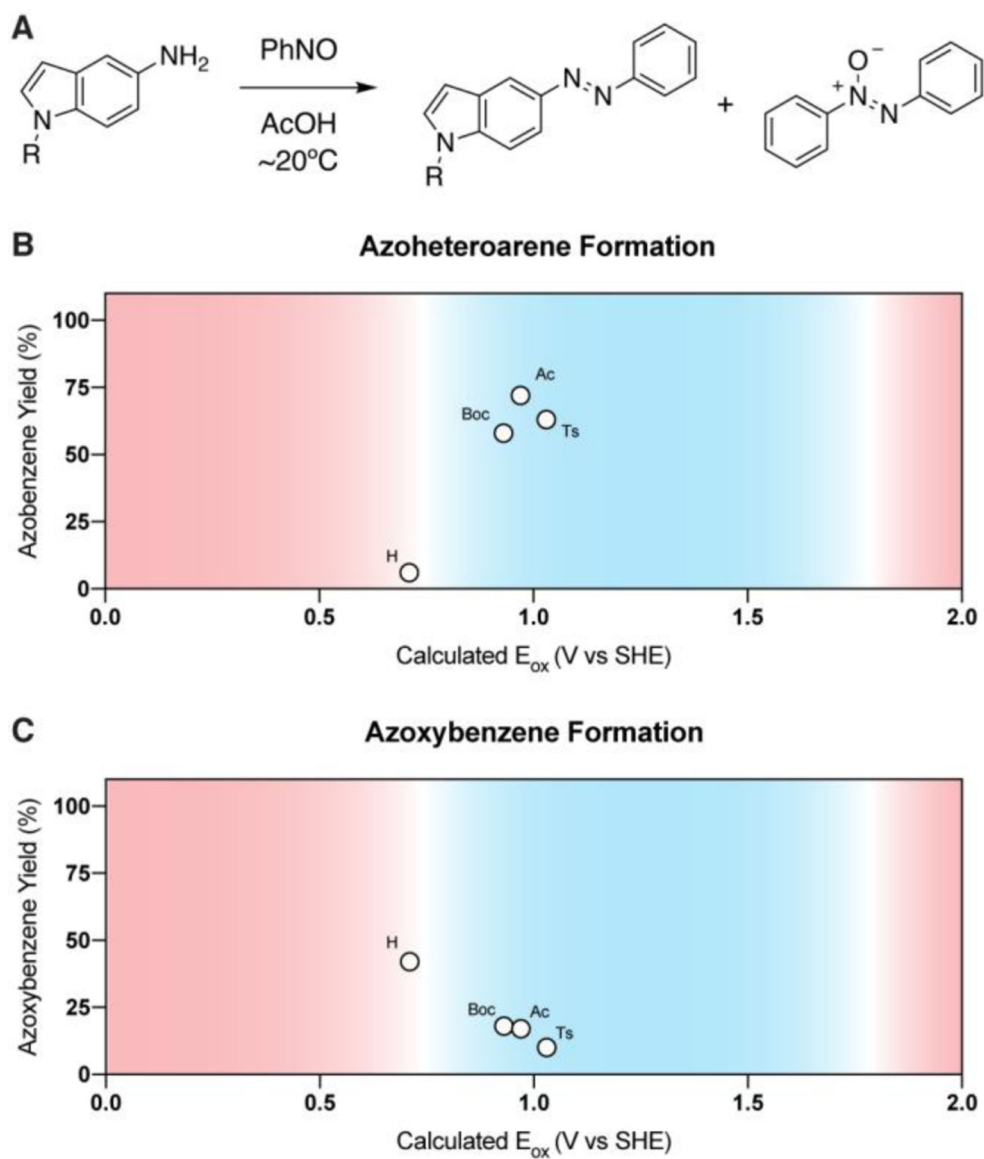 A
NH₂
N
R
PhNO
AcOH
~20ºC
N
N
N
R
+
O⁻
+
N
N
B
Azoheteroarene Formation
Azobenzene Yield (%)
100
75
50
25
0
Ac
Boc
Ts
H
0.0 0.5 1.0 1.5 2.0
Calculated Eₒₓ (V vs SHE)
C
Azoxybenzene Formation
Azoxybenzene Yield (%)
100
75
50
25
0
H
Boc Ac
Ts
0.0 0.5 1.0 1.5 2.0
Calculated Eₒₓ (V vs SHE)